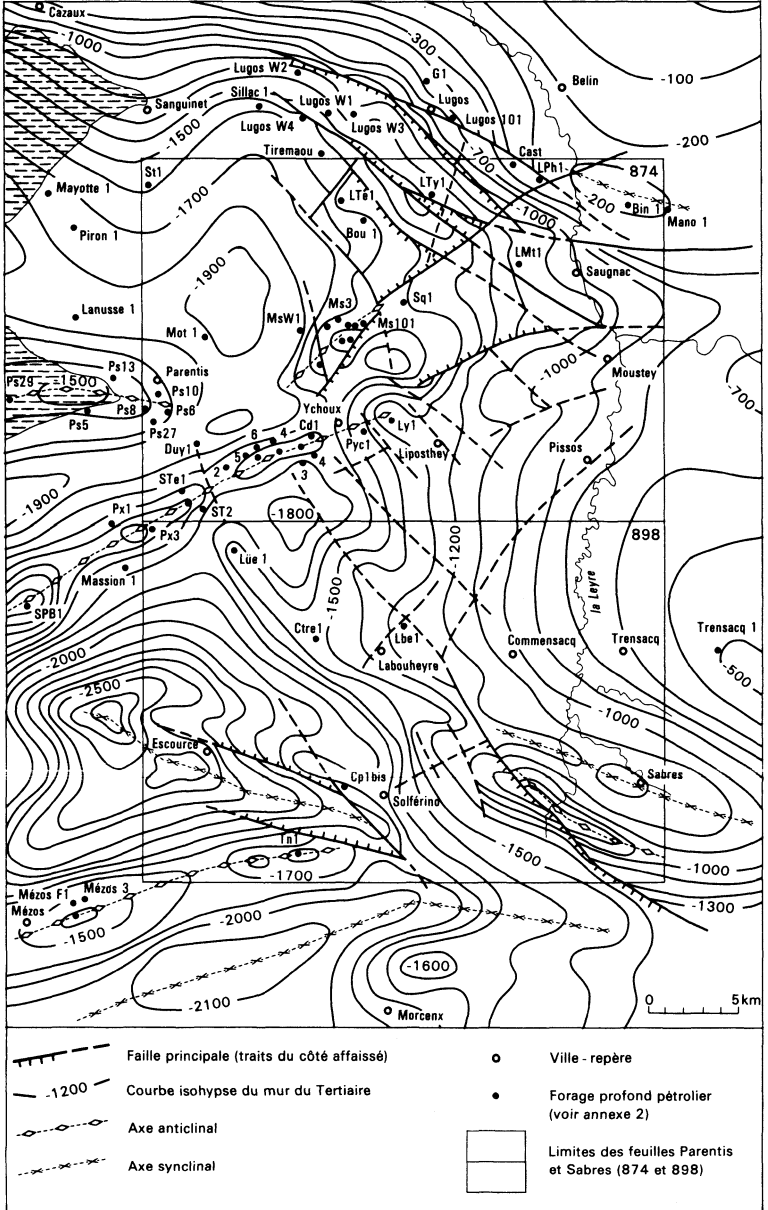 Cazaux
-1000
-300
Lugos W2
G1
-100
Belin
Sillac 1
Lugos W1
Lugos
Sanguinet
Lugos 101
Lugos W4
Lugos W3
-1500
-200
Tiremaou
-700
Cast
LPh1
874
St1
Mayotte 1
LTe1
LTy1
-1000
-200
Bin 1
Mano 1
-1700
Bou 1
Piron 1
LMt1
Saugnac
-1900
Ms3
Sq1
Lanusse 1
MsW1
Ms101
Mot 1
-1000
Moustey
Ps13
Parentis
Ps29
-1500
Ps10
-700
Ps5
Ps8
Ps6
Ychoux
Ly1
Ps27
Cd1
Pyc1
Duy1
6
4
Liposthey
5
Pissos
2
3
4
STe1
-1900
Px1
ST2
-1800
-1200
898
Px3
Lüe 1
Massion 1
-1500
la Leyre
SPB1
Ctre1
Lbe1
Trensacq 1
-2000
Labouheyre
Commensacq
Trensacq
-500
-2500
-1000
Escource
Cp1bis
Sabres
Solférino
Tn1
-1500
-1000
-1700
Mézos F1
Mézos 3
-1300
Mézos
-1500
-2000
-1600
-2100
0
5km
Morcenx
Faille principale (traits du côté affaissé)
Ville-repère
-1200
Courbe isohypse du mur du Tertiaire
Forage profond pétrolier
(voir annexe 2)
Axe anticlinal
Axe synclinal
Limites des feuilles Parentis
et Sabres (874 et 898)